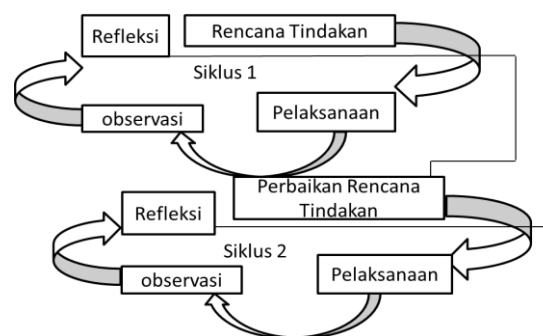 Refleksi
Rencana Tindakan
Siklus 1
observasi
Pelaksanaan
Perbaikan Rencana
Tindakan
Refleksi
Siklus 2
observasi
Pelaksanaan